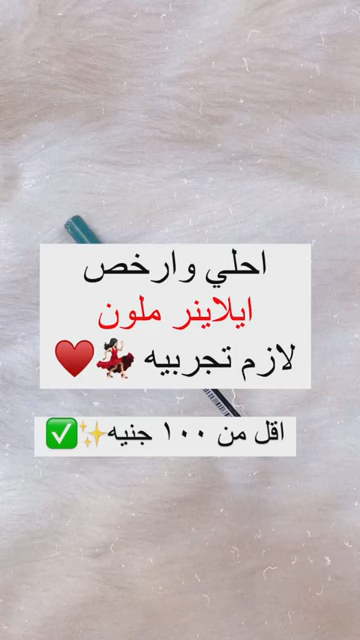 احلي وارخص
ايلاينر ملون
لازم تجربيه 💃♥️
اقل من ١٠٠ جنيه✨✅